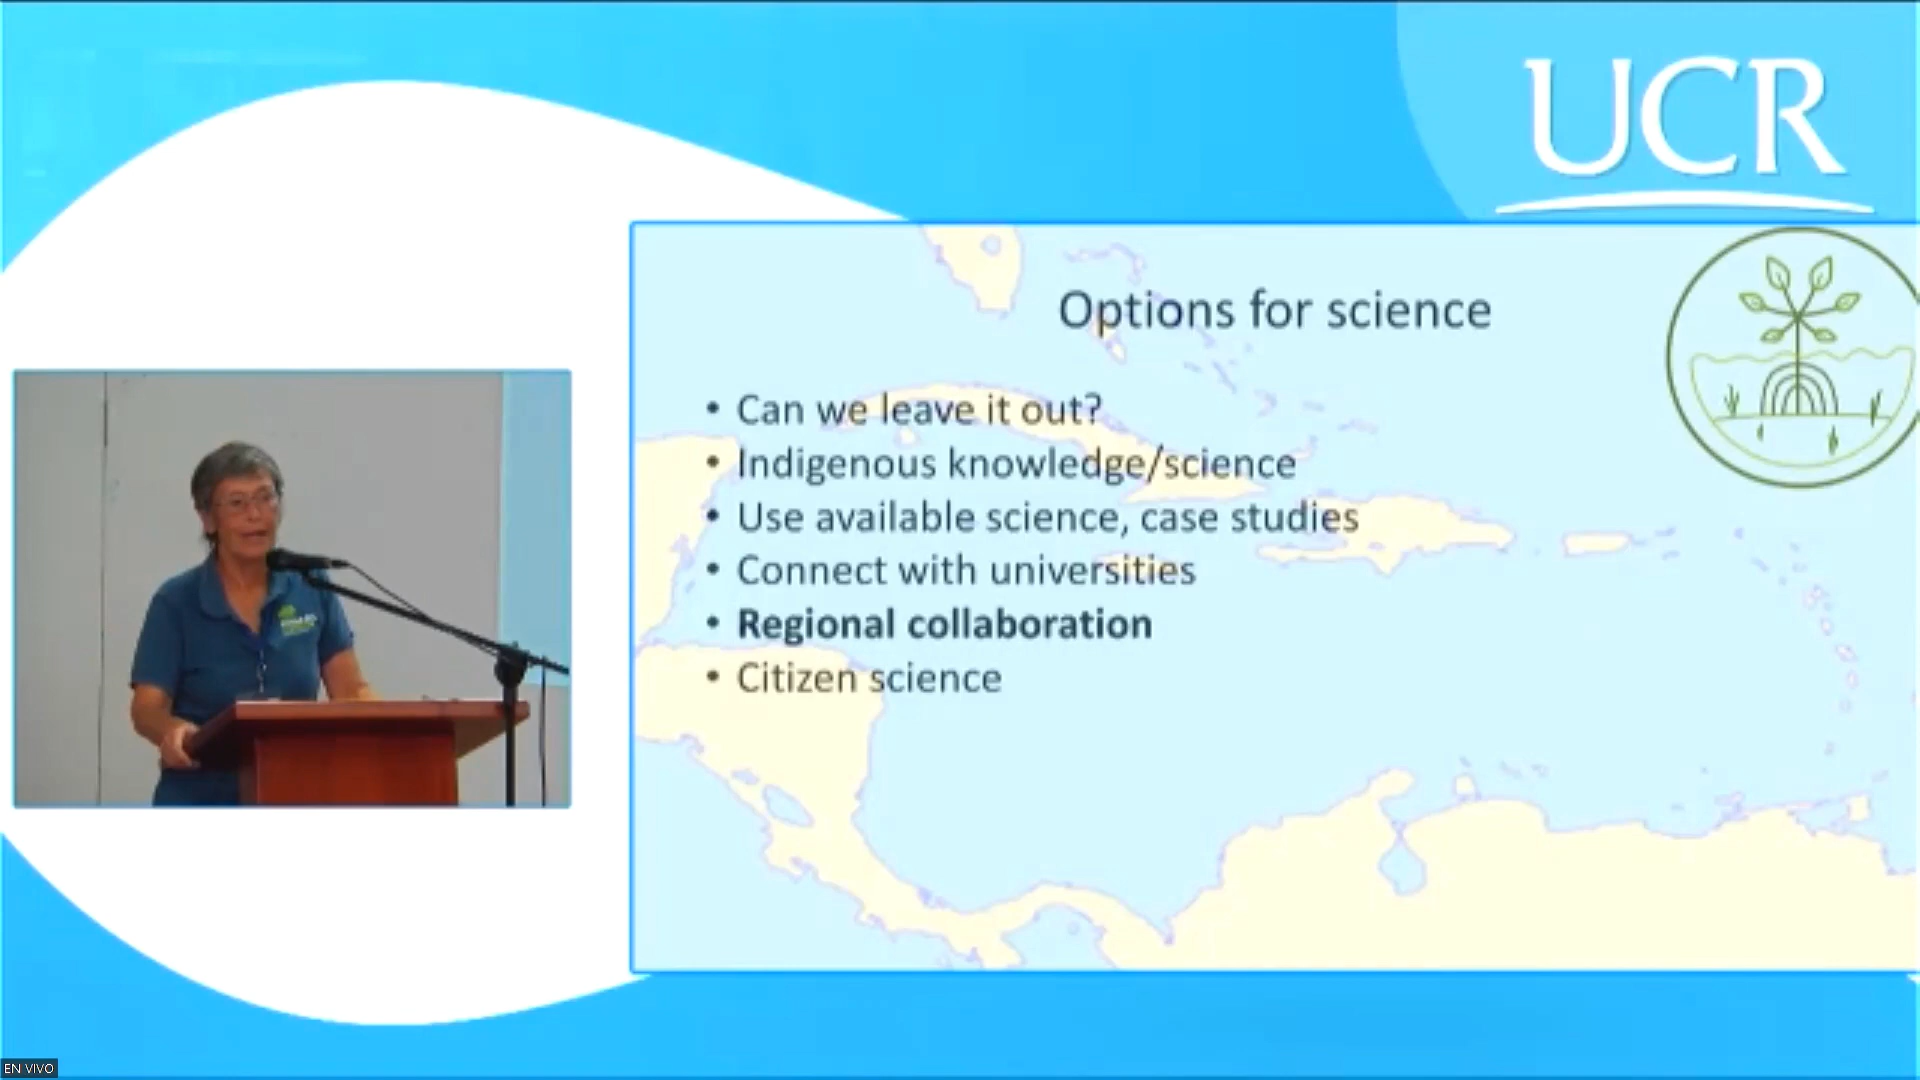 UCR
Options for science
• Can we leave it out?
• Indigenous knowledge/science
• Use available science, case studies
• Connect with universities
• Regional collaboration
• Citizen science
EN VIVO